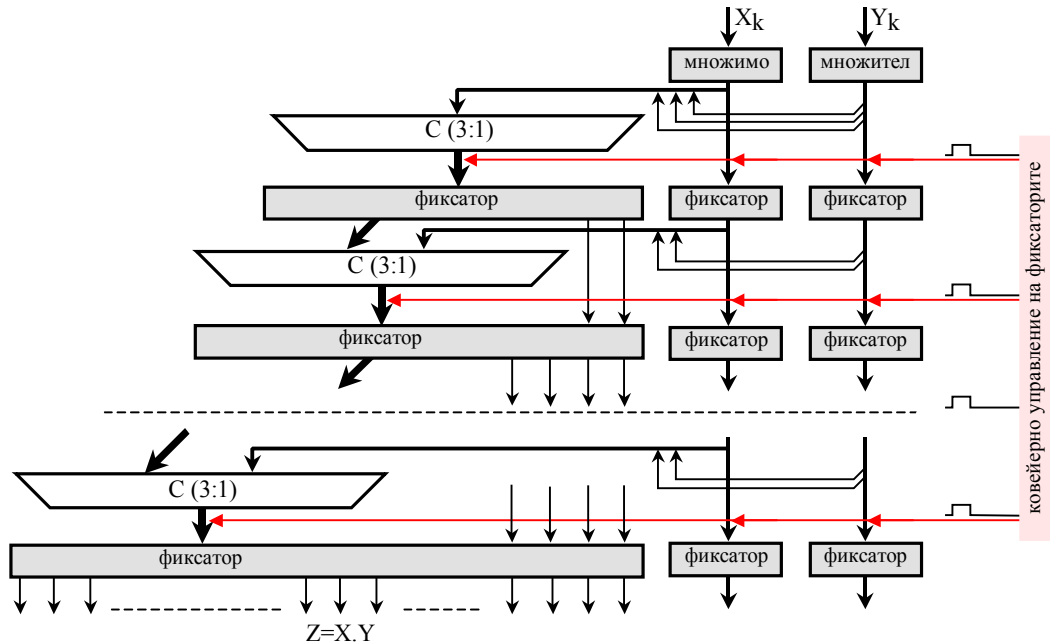 Xk
Yk
множимо
множител
С (3:1)
фиксатор
фиксатор
фиксатор
С (3:1)
фиксатор
фиксатор
фиксатор
С (3:1)
фиксатор
фиксатор
фиксатор
Z=X.Y
ковейерно управление на фиксаторите